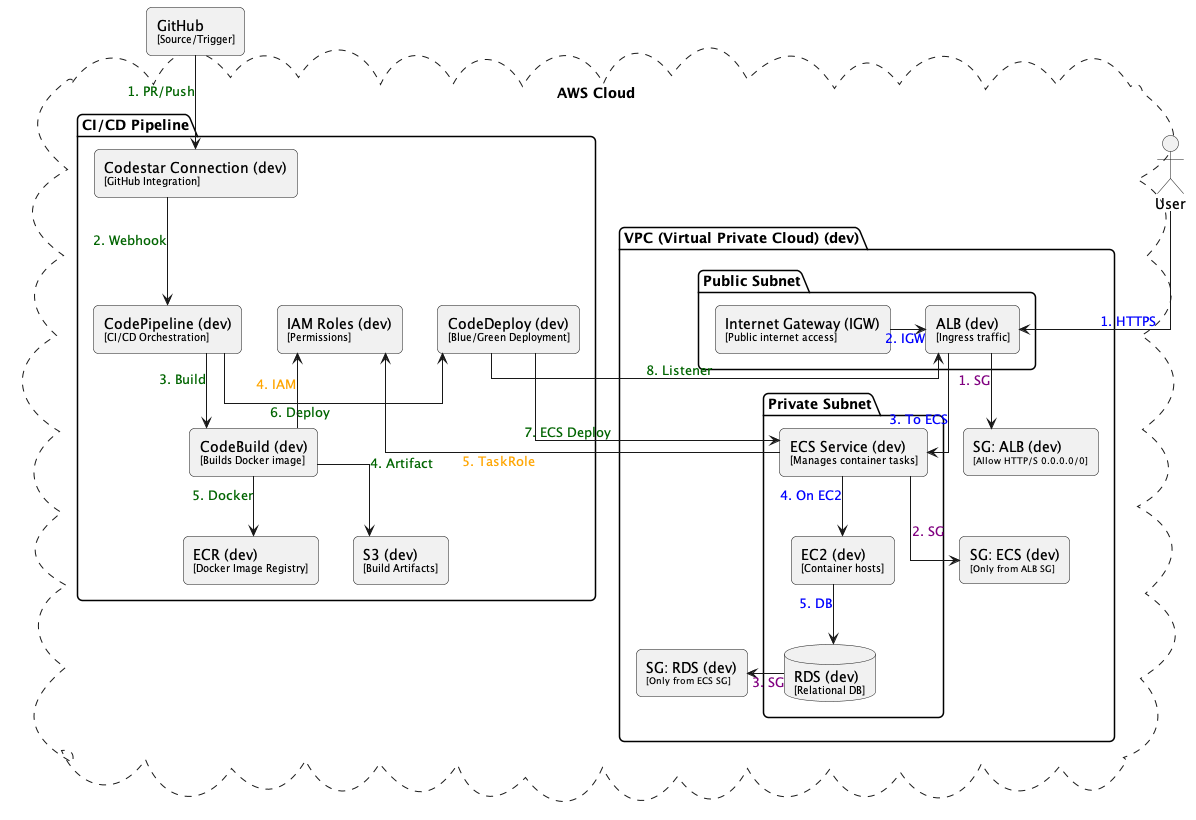 GitHub
[Source/Trigger]
1. PR/Push
AWS Cloud
CI/CD Pipeline
Codestar Connection (dev)
[GitHub Integration]
User
2. Webhook
VPC (Virtual Private Cloud) (dev)
Public Subnet
CodePipeline (dev)
[CI/CD Orchestration]
IAM Roles (dev)
[Permissions]
CodeDeploy (dev)
[Blue/Green Deployment]
Internet Gateway (IGW)
[Public internet access]
2. IGW
ALB (dev)
[Ingress traffic]
1. HTTPS
3. Build
4. IAM
6. Deploy
8. Listener
1. SG
Private Subnet
3. To ECS
CodeBuild (dev)
[Builds Docker image]
4. Artifact
5. TaskRole
7. ECS Deploy
ECS Service (dev)
[Manages container tasks]
SG: ALB (dev)
[Allow HTTP/S 0.0.0.0/0]
5. Docker
4. On EC2
2. SG
ECR (dev)
[Docker Image Registry]
S3 (dev)
[Build Artifacts]
EC2 (dev)
[Container hosts]
SG: ECS (dev)
[Only from ALB SG]
5. DB
SG: RDS (dev)
[Only from ECS SG]
3. SG
RDS (dev)
[Relational DB]